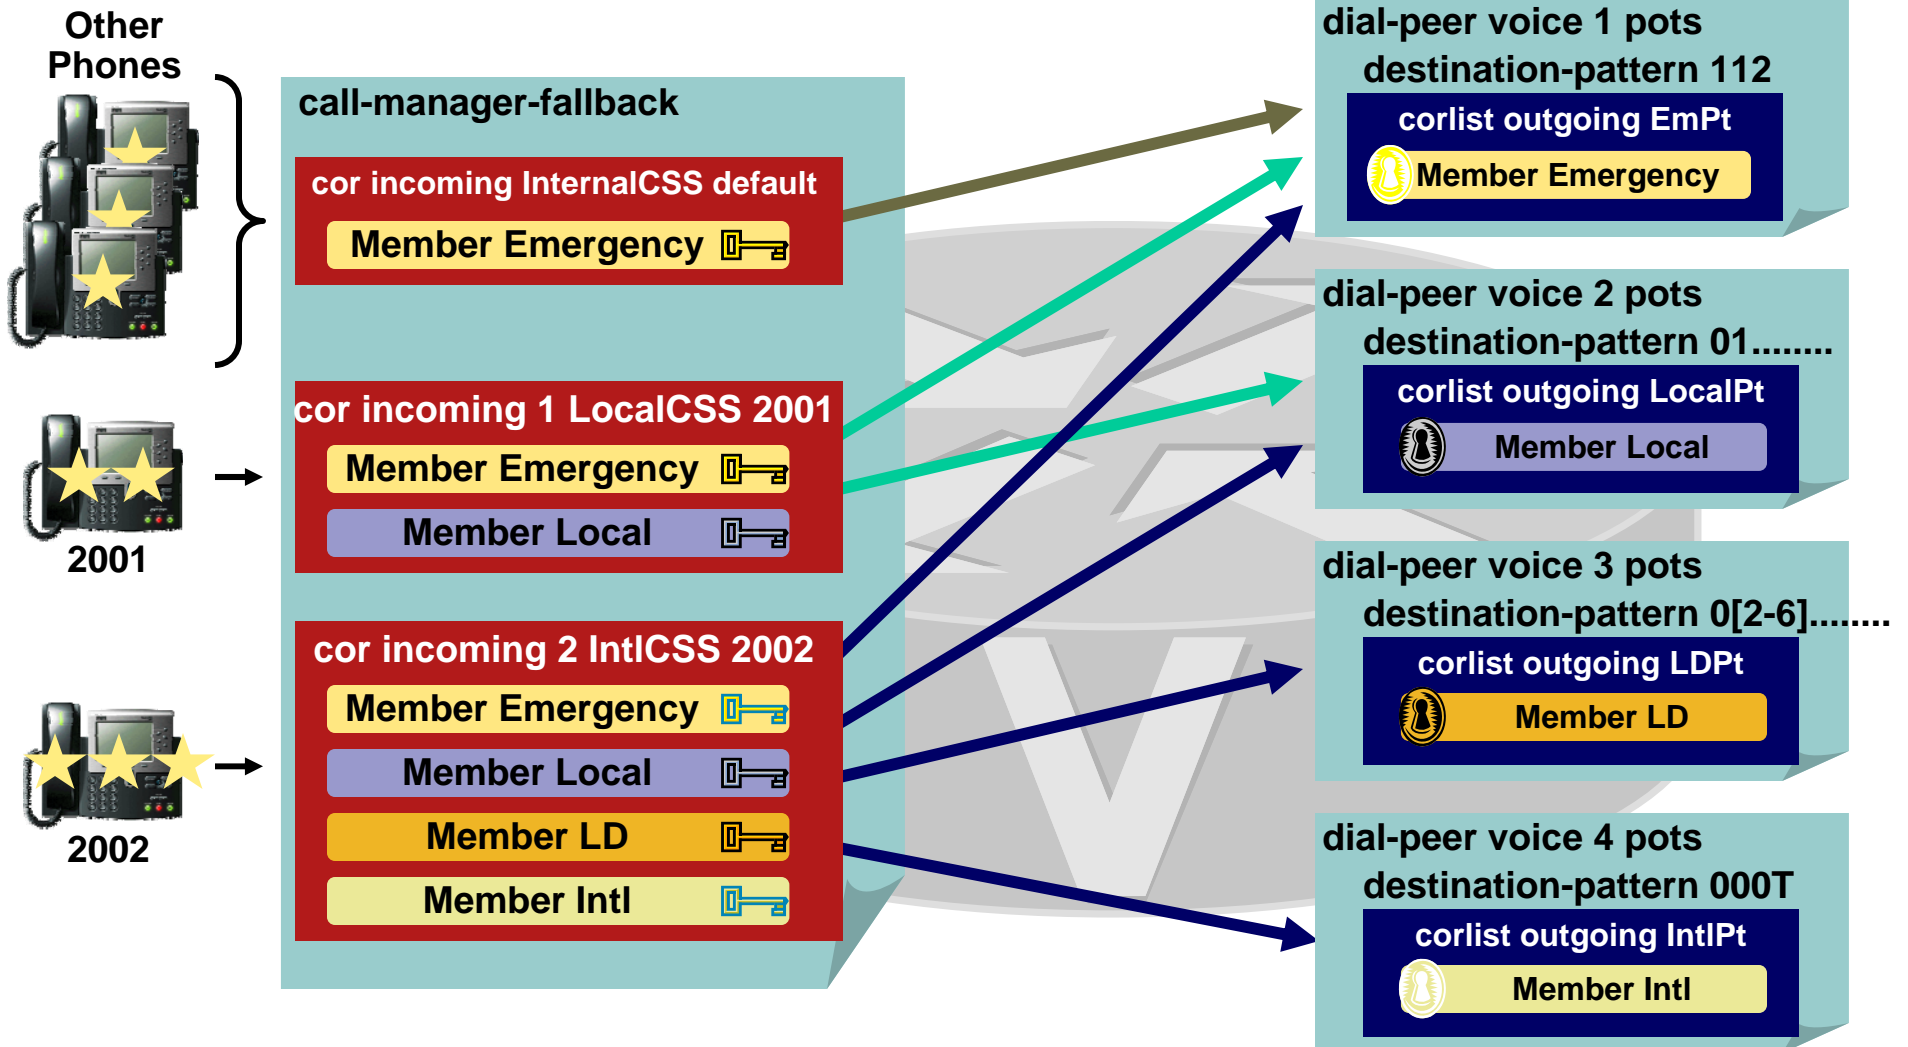 Other
Phones
2001
2002
call-manager-fallback
cor incoming InternalCSS default
Member Emergency
cor incoming 1 LocalCSS 2001
Member Emergency
Member Local
cor incoming 2 IntlCSS 2002
Member Emergency
Member Local
Member LD
Member Intl
V
dial-peer voice 1 pots
destination-pattern 112
corlist outgoing EmPt
Member Emergency
dial-peer voice 2 pots
destination-pattern 01........
corlist outgoing LocalPt
Member Local
dial-peer voice 3 pots
destination-pattern 0[2-6]........
corlist outgoing LDPt
Member LD
dial-peer voice 4 pots
destination-pattern 000T
corlist outgoing IntlPt
Member Intl